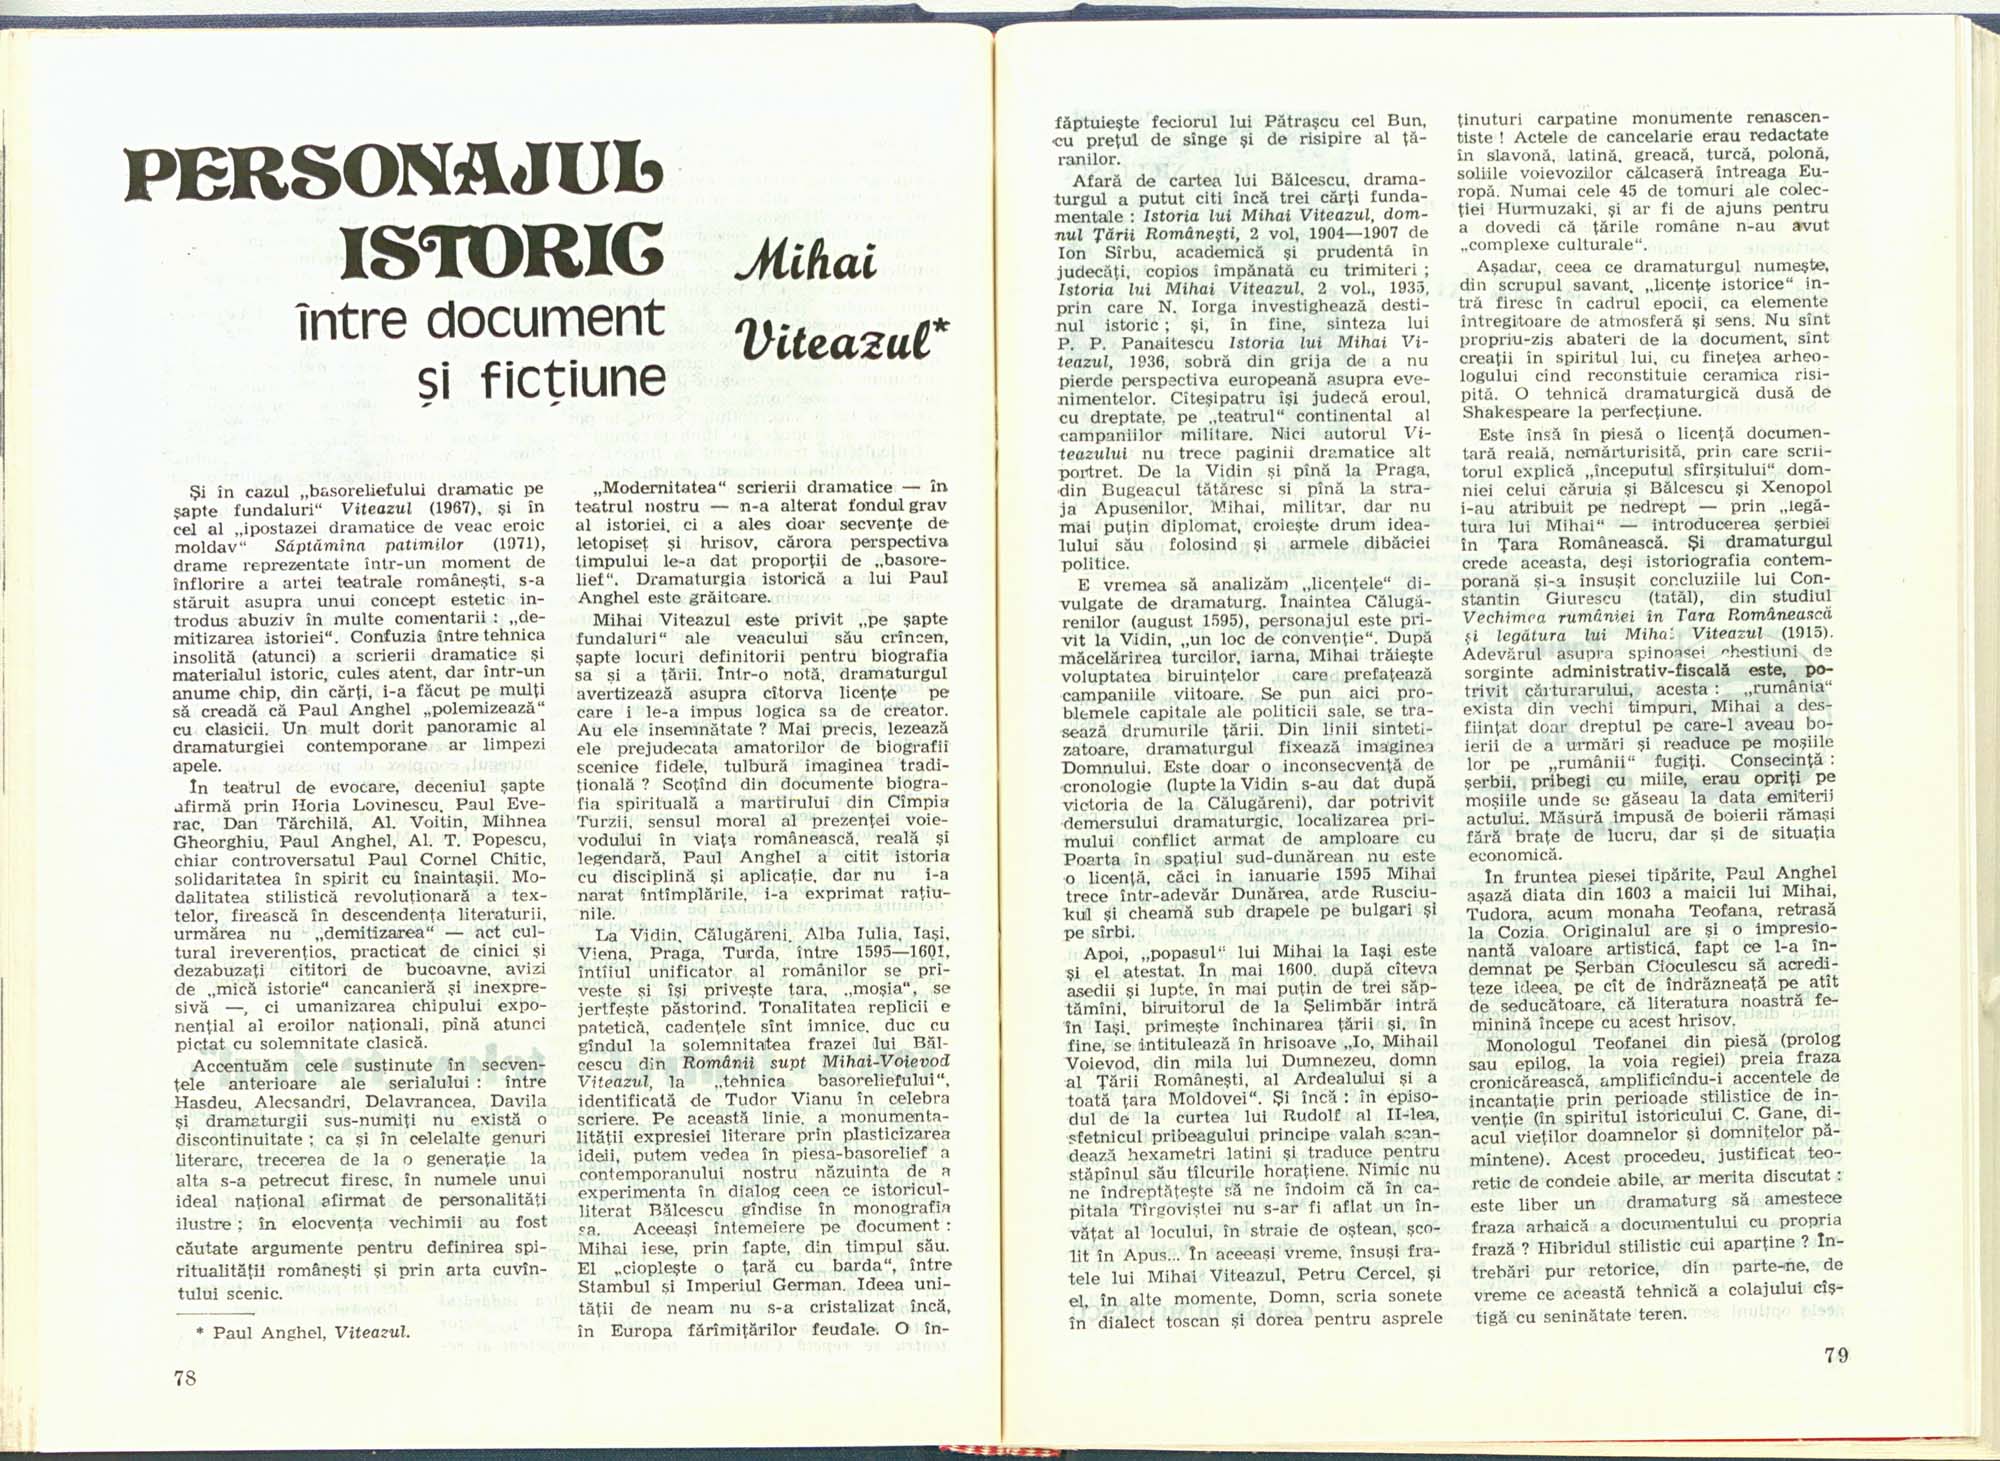 PERSONAJUL
ISTORIC
între document
și ficțiune
Mihai
Viteazul*
Și în cazul „basoreliefului dramatic pe
șapte fundaluri“ Viteazul (1967), și în
cel al „ipostazei dramatice de veac eroic
moldav“ Săptămîna patimilor (1971),
drame reprezentate într-un moment de
înflorire a artei teatrale românești, s-a
stăruit asupra unui concept estetic in-
trodus abuziv în multe comentarii : „de-
mitizarea istoriei“. Confuzia între tehnica
insolită (atunci) a scrierii dramatice și
materialul istoric, cules atent, dar într-un
anume chip, din cărți, i-a făcut pe mulți
să creadă că Paul Anghel „polemizează“
cu clasicii. Un mult dorit panoramic al
dramaturgiei contemporane ar limpezi
apele.
În teatrul de evocare, deceniul șapte
afirmă prin Horia Lovinescu, Paul Eve-
rac, Dan Tărchilă, Al. Voitin, Mihnea
Gheorghiu, Paul Anghel, Al. T. Popescu,
chiar controversatul Paul Cornel Chitic,
solidaritatea în spirit cu înaintașii. Mo-
dalitatea stilistică revoluționară a tex-
telor, firească în descendența literaturii,
urmărea nu „demitizarea“ — act cul-
tural ireverențios, practicat de cinici și
dezabuzați cititori de bucoavne, avizi
de „mică istorie“ cancanieră și inexpre-
sivă —, ci umanizarea chipului expo-
nențial al eroilor naționali, pînă atunci
pictat cu solemnitate clasică.
Accentuăm cele susținute în secven-
țele anterioare ale serialului : între
Hasdeu, Alecsandri, Delavrancea, Davila
și dramaturgii sus-numiți nu există o
discontinuitate ; ca și în celelalte genuri
literare, trecerea de la o generație la
alta s-a petrecut firesc, în numele unui
ideal național afirmat de personalități
ilustre ; în elocvența vechimii au fost
căutate argumente pentru definirea spi-
ritualității românești și prin arta cuvîn-
tului scenic.
* Paul Anghel, Viteazul.
78
„Modernitatea“ scrierii dramatice — în
teatrul nostru — n-a alterat fondul grav
al istoriei, ci a ales doar secvențe de
letopiseț și hrisov, cărora perspectiva
timpului le-a dat proporții de „basore-
lief“. Dramaturgia istorică a lui Paul
Anghel este grăitoare.
Mihai Viteazul este privit „pe șapte
fundaluri“ ale veacului său crîncen,
șapte locuri definitorii pentru biografia
sa și a țării. Într-o notă, dramaturgul
avertizează asupra cîtorva licențe pe
care i le-a impus logica sa de creator.
Au ele însemnătate ? Mai precis, lezează
ele prejudecata amatorilor de biografii
scenice fidele, tulbură imaginea tradi-
țională ? Scoțînd din documente biogra-
fia spirituală a martirului din Cîmpia
Turzii, sensul moral al prezenței voie-
vodului în viața românească, reală și
legendară, Paul Anghel a citit istoria
cu disciplină și aplicație, dar nu i-a
narat întîmplările, i-a exprimat rațiu-
nile.
La Vidin, Călugăreni, Alba Iulia, Iași,
Viena, Praga, Turda, între 1595—1601,
întîiul unificator al românilor se pri-
vește și își privește țara, „moșia“, se
jertfește păstorind. Tonalitatea replicii e
patetică, cadențele sînt imnice, duc cu
gîndul la solemnitatea frazei lui Băl-
cescu din Românii supt Mihai-Voievod
Viteazul, la „tehnica basoreliefului“,
identificată de Tudor Vianu în celebra
scriere. Pe această linie, a monumenta-
lității expresiei literare prin plasticizarea
ideii, putem vedea în piesa-basorelief a
contemporanului nostru năzuința de a
experimenta în dialog ceea ce istoricul-
literat Bălcescu gîndise în monografia
sa. Aceeași întemeiere pe document :
Mihai iese, prin fapte, din timpul său.
El „cioplește o țară cu barda“, între
Stambul și Imperiul German. Ideea uni-
tății de neam nu s-a cristalizat încă,
în Europa fărîmițărilor feudale. O în-
făptuiește feciorul lui Pătrașcu cel Bun,
cu prețul de sînge și de risipire al ță-
ranilor.
Afară de cartea lui Bălcescu, drama-
turgul a putut citi încă trei cărți funda-
mentale : Istoria lui Mihai Viteazul, dom-
nul Țării Românești, 2 vol, 1904—1907 de
Ion Sîrbu, academică și prudentă în
judecăți, copios împănată cu trimiteri ;
Istoria lui Mihai Viteazul, 2 vol., 1935,
prin care N. Iorga investighează desti-
nul istoric ; și, în fine, sinteza lui
P. P. Panaitescu Istoria lui Mihai Vi-
teazul, 1936, sobră din grija de a nu
pierde perspectiva europeană asupra eve-
nimentelor. Citeșipatru își judecă eroul,
cu dreptate, pe „teatrul“ continental al
campaniilor militare. Nici autorul Vi-
teazului nu trece paginii dramatice alt
portret. De la Vidin și pînă la Praga,
din Bugeacul tătăresc si pînă la stra-
ja Apusenilor, Mihai, militar, dar nu
mai puțin diplomat, croiește drum idea-
lului său folosind și armele dibăciei
politice.
E vremea să analizăm „licențele“ di-
vulgate de dramaturg. Inaintea Călugă-
renilor (august 1595), personajul este pri-
vit la Vidin, „un loc de convenție“. După
măcelărirea turcilor, iarna, Mihai trăiește
voluptatea biruințelor care prefațează
campaniile viitoare. Se pun aici pro-
blemele capitale ale politicii sale, se tra-
sează drumurile țării. Din linii sinteti-
zatoare, dramaturgul fixează imaginea
Domnului. Este doar o inconsecvență de
cronologie (lupte la Vidin s-au dat după
victoria de la Călugăreni), dar potrivit
demersului dramaturgic, localizarea pri-
mului conflict armat de amploare cu
Poarta în spațiul sud-dunărean nu este
o licență, căci în ianuarie 1595 Mihai
trece într-adevăr Dunărea, arde Rusciu-
kul și cheamă sub drapele pe bulgari și
pe sîrbi.
Apoi, „popasul“ lui Mihai la Iași este
și el atestat. In mai 1600, după cîteva
asedii și lupte, în mai puțin de trei săp-
tămîni, biruitorul de la Șelimbăr intră
în Iași, primește închinarea țării și, în
fine, se intitulează în hrisoave „Io, Mihail
Voievod, din mila lui Dumnezeu, domn
al Țării Românești, al Ardealului și a
toată țara Moldovei“. Și încă : în episo-
dul de la curtea lui Rudolf al II-lea,
sfetnicul pribeagului principe valah scan-
dează hexametri latini și traduce pentru
stăpînul său tîlcurile horațiene. Nimic nu
ne îndreptățește să ne îndoim că în ca-
pitala Tîrgoviștei nu s-ar fi aflat un în-
vățat al locului, în straie de oștean, șco-
lit în Apus... În aceeași vreme, însuși fra-
tele lui Mihai Viteazul, Petru Cercel, și
el, în alte momente, Domn, scria sonete
în dialect toscan și dorea pentru asprele
ținuturi carpatine monumente renascen-
tiste ! Actele de cancelarie erau redactate
în slavonă, latină, greacă, turcă, polonă,
soliile voievozilor călcaseră întreaga Eu-
ropă. Numai cele 45 de tomuri ale colec-
ției Hurmuzaki, și ar fi de ajuns pentru
a dovedi că țările române n-au avut
„complexe culturale“.
Așadar, ceea ce dramaturgul numește,
din scrupul savant, „licențe istorice“ in-
tră firesc în cadrul epocii, ca elemente
întregitoare de atmosferă și sens. Nu sînt
propriu-zis abateri de la document, sînt
creații în spiritul lui, cu finețea arheo-
logului cînd reconstituie ceramica risi-
pită. O tehnică dramaturgică dusă de
Shakespeare la perfecțiune.
Este însă în piesă o licență documen-
tară reală, nemărturisită, prin care scrii-
torul explică „începutul sfîrșitului“ dom-
niei celui căruia și Bălcescu și Xenopol
i-au atribuit pe nedrept — prin „legă-
tura lui Mihai“ — introducerea șerbiei
în Țara Românească. Și dramaturgul
crede aceasta, deși istoriografia contem-
porană și-a însușit concluziile lui Con-
stantin Giurescu (tatăl), din studiul
Vechimea rumâniei în Tara Românească
și legătura lui Mihai Viteazul (1915).
Adevărul asupra spinoasei chestiuni de
sorginte administrativ-fiscală este, po-
trivit cărturarului, acesta : „rumânia“
exista din vechi timpuri, Mihai a des-
ființat doar dreptul pe care-l aveau bo-
ierii de a urmări și readuce pe moșiile
lor pe „rumânii“ fugiți. Consecință :
șerbii, pribegi cu miile, erau opriți pe
moșiile unde se găseau la data emiterii
actului. Măsură impusă de boierii rămași
fără brațe de lucru, dar și de situația
economică.
În fruntea piesei tipărite, Paul Anghel
așază diata din 1603 a maicii lui Mihai,
Tudora, acum monaha Teofana, retrasă
la Cozia. Originalul are și o impresio-
nantă valoare artistică, fapt ce l-a în-
demnat pe Șerban Cioculescu să acredi-
teze ideea, pe cît de îndrăzneață pe atît
de seducătoare, că literatura noastră fe-
minină începe cu acest hrisov.
Monologul Teofanei din piesă (prolog
sau epilog, la voia regiei) preia fraza
cronicărească, amplificîndu-i accentele de
incantație prin perioade stilistice de in-
venție (în spiritul istoricului C. Gane, di-
acul vieților doamnelor și domnițelor pă-
mintene). Acest procedeu, justificat teo-
retic de condeie abile, ar merita discutat :
este liber un dramaturg să amestece
fraza arhaică a documentului cu propria
frază ? Hibridul stilistic cui aparține ? În-
trebări pur retorice, din parte-ne, de
vreme ce această tehnică a colajului cîș-
tigă cu seninătate teren.
79